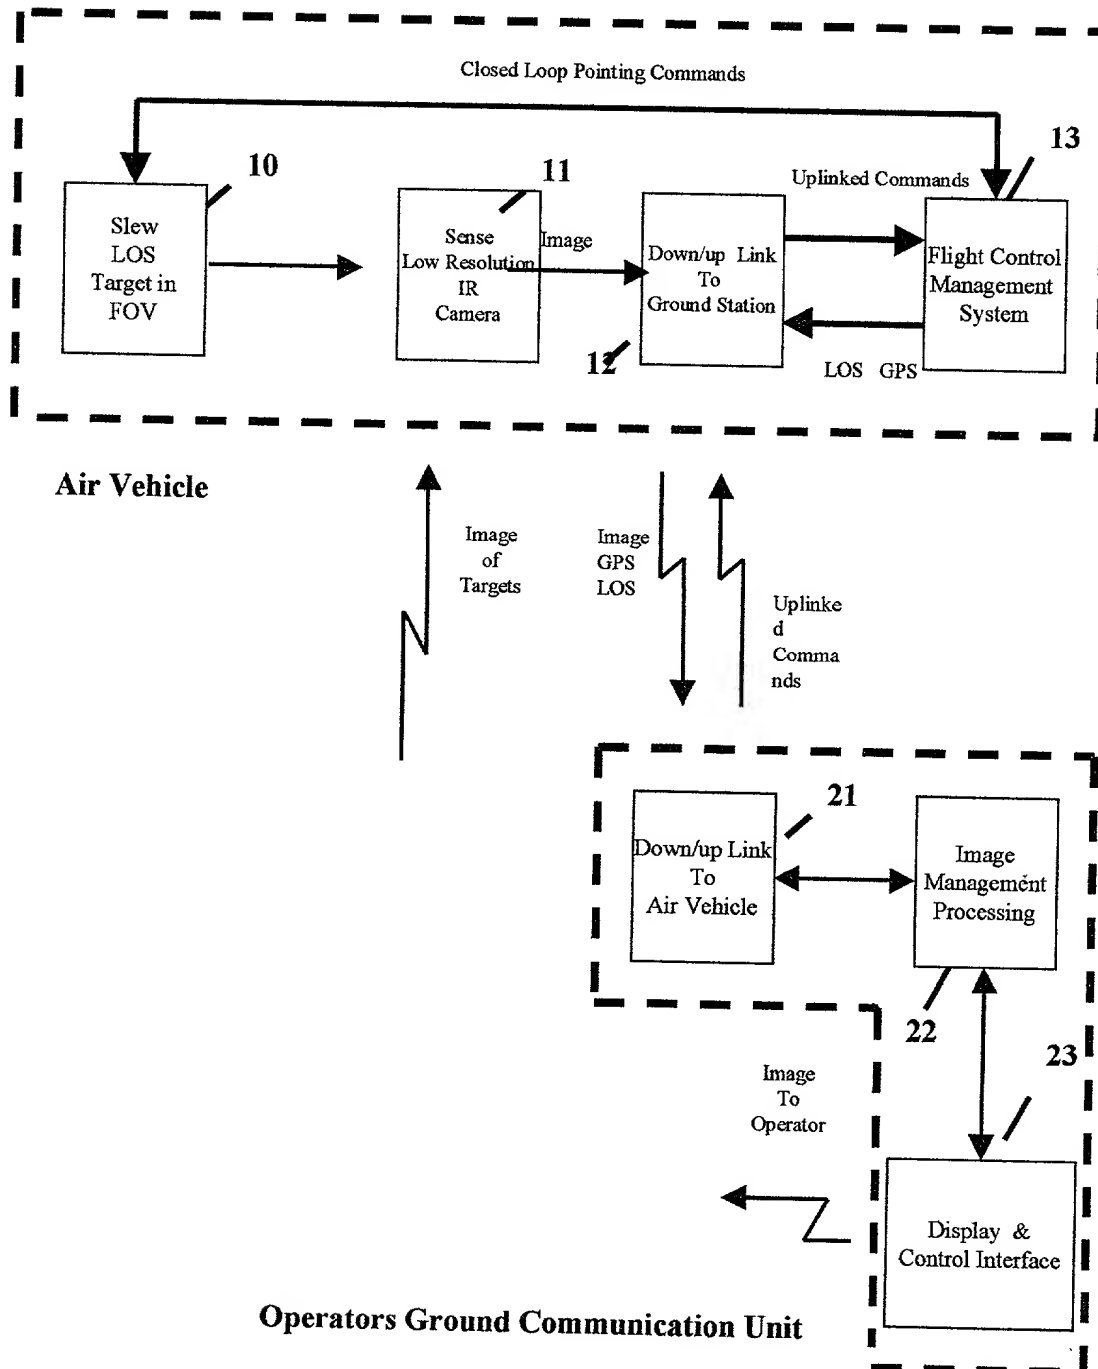 Closed Loop Pointing Commands
10
11
13
Uplinked Commands
Slew
LOS
Target in
FOV
Sense
Low Resolution
IR
Camera
Image
Down/up Link
To
Ground Station
Flight Control
Management
System
12
LOS GPS
Air Vehicle
Image
of
Targets
Image
GPS
LOS
Uplinke
d
Comma
nds
21
Down/up Link
To
Air Vehicle
Image
Management
Processing
22
23
Image
To
Operator
Display &
Control Interface
Operators Ground Communication Unit